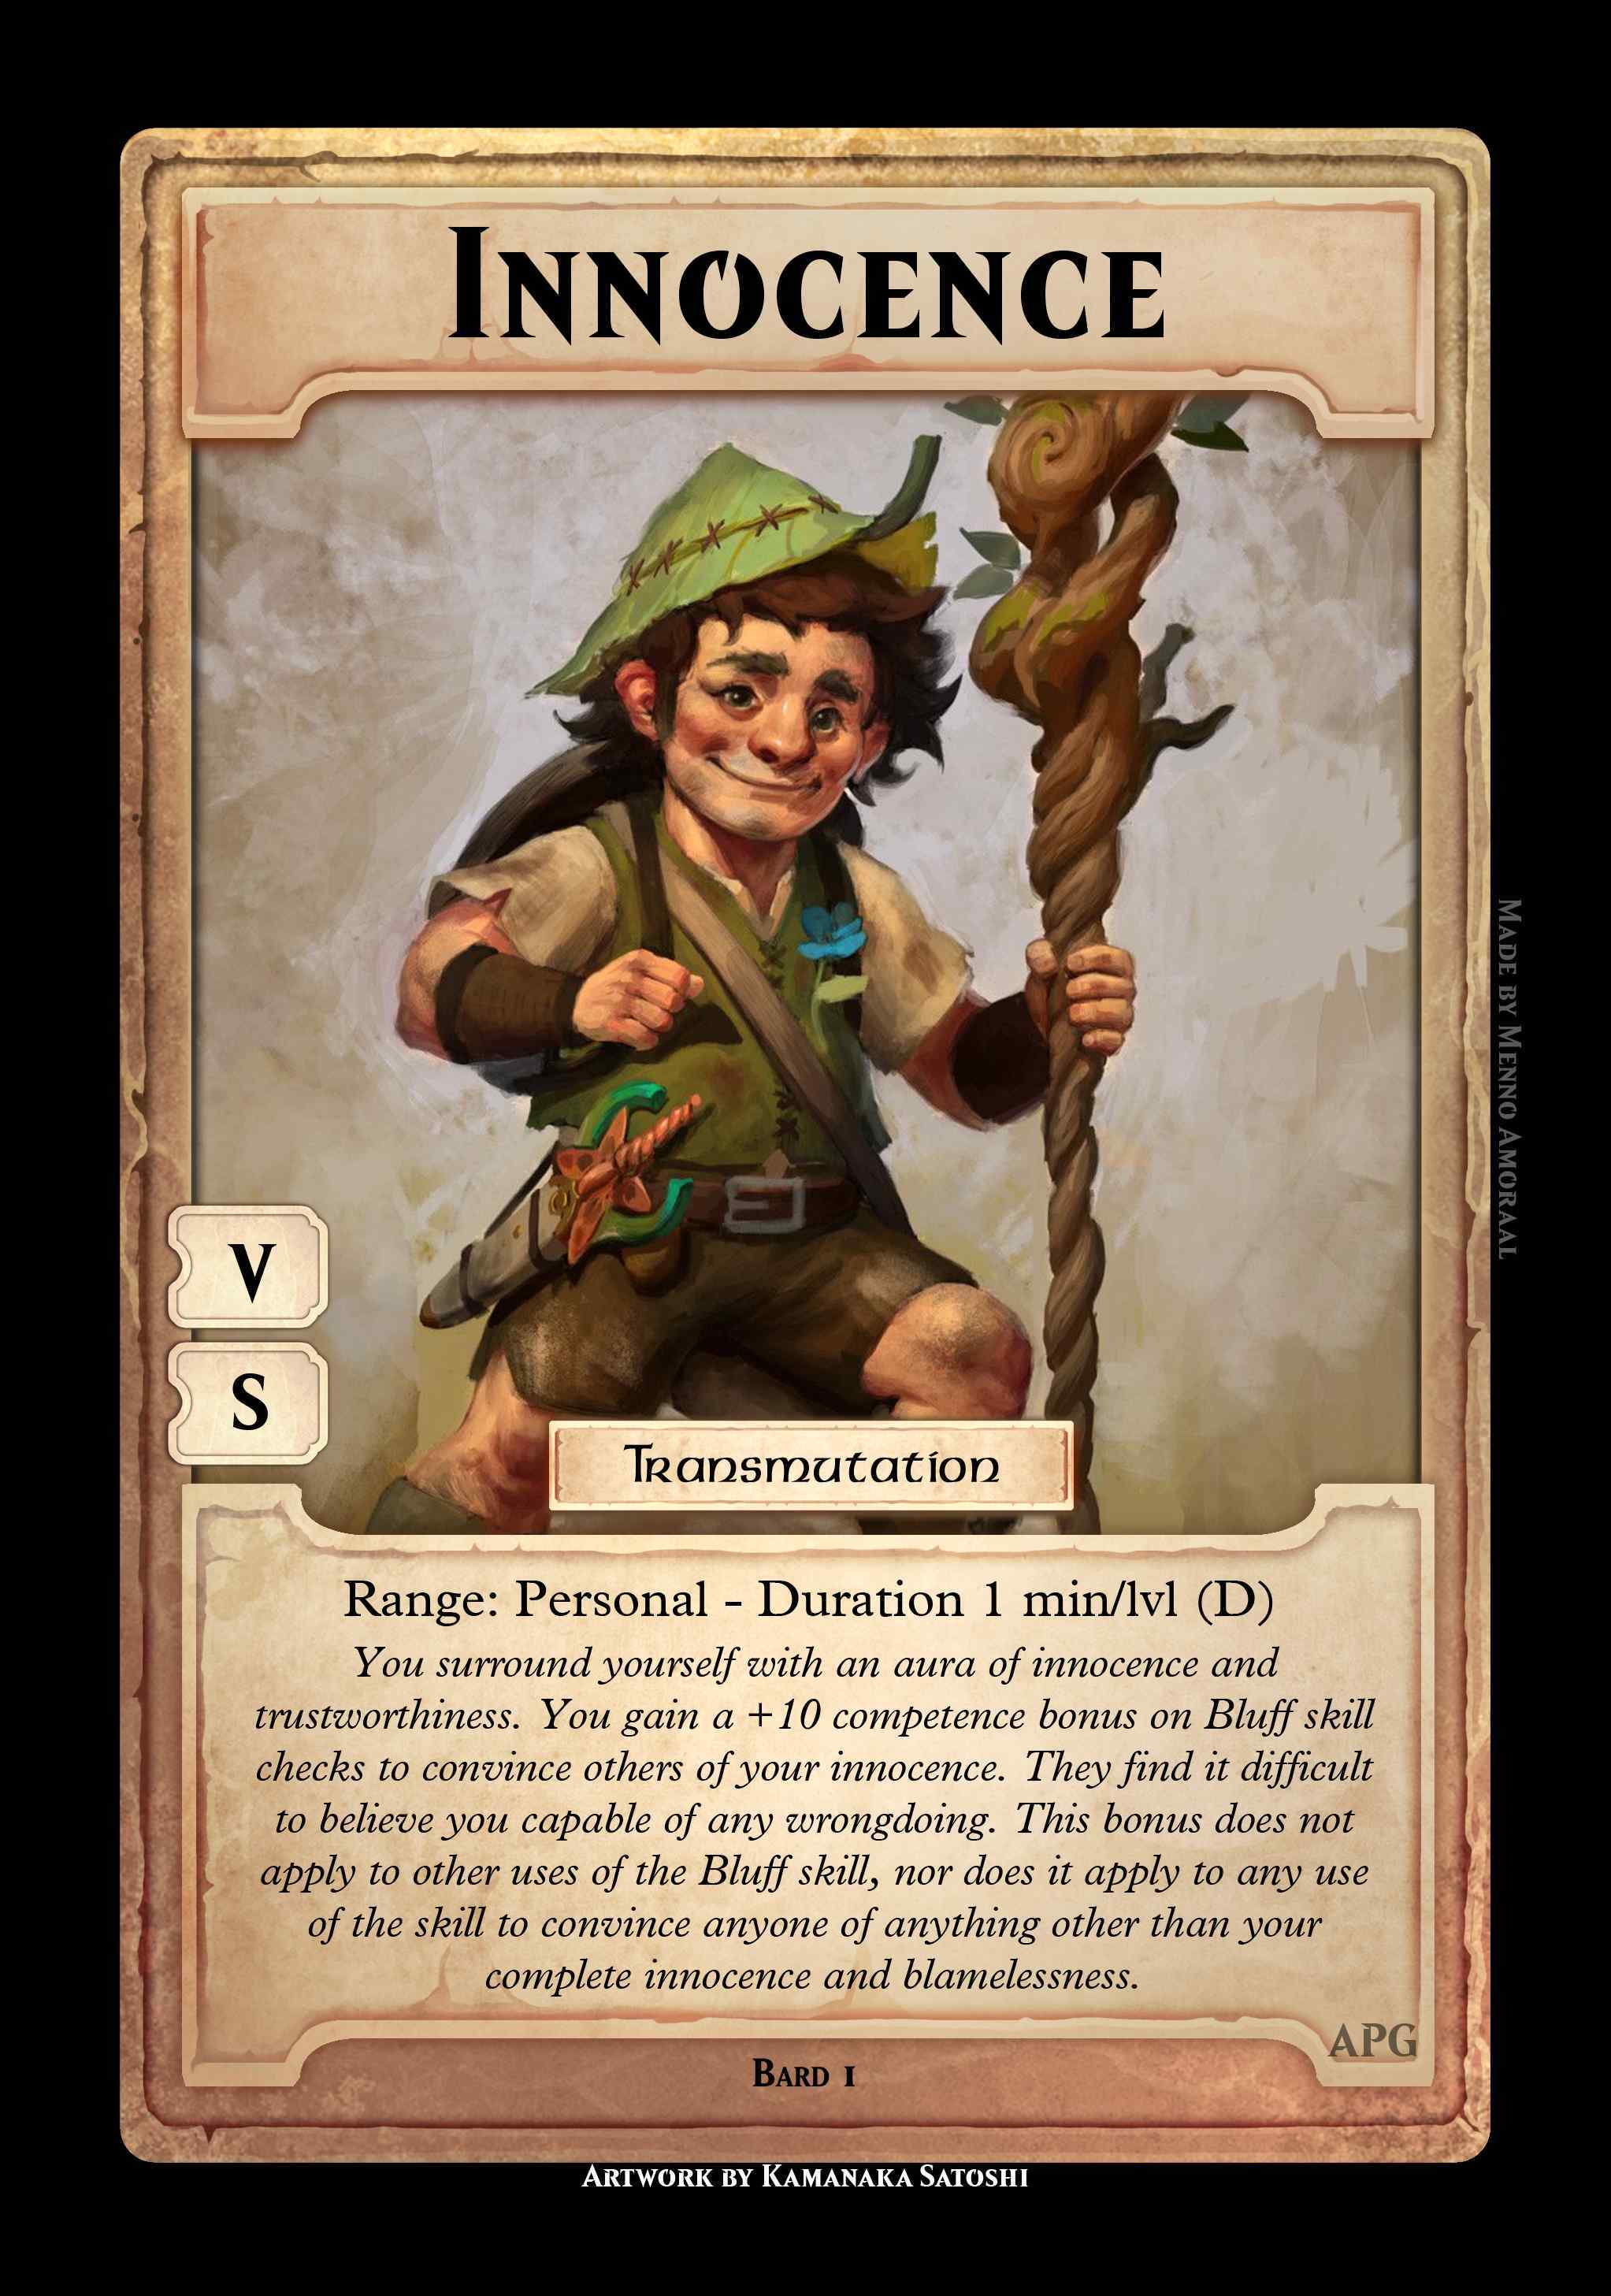 Innocence
V
S
Transmutation
Range: Personal - Duration 1 min/lvl (D)
You surround yourself with an aura of innocence and
trustworthiness. You gain a +10 competence bonus on Bluff skill
checks to convince others of your innocence. They find it difficult
to believe you capable of any wrongdoing. This bonus does not
apply to other uses of the Bluff skill, nor does it apply to any use
of the skill to convince anyone of anything other than your
complete innocence and blamelessness.
APG
Bard 1
Artwork by Kamanaka Satoshi
Made by Menno Amoraal